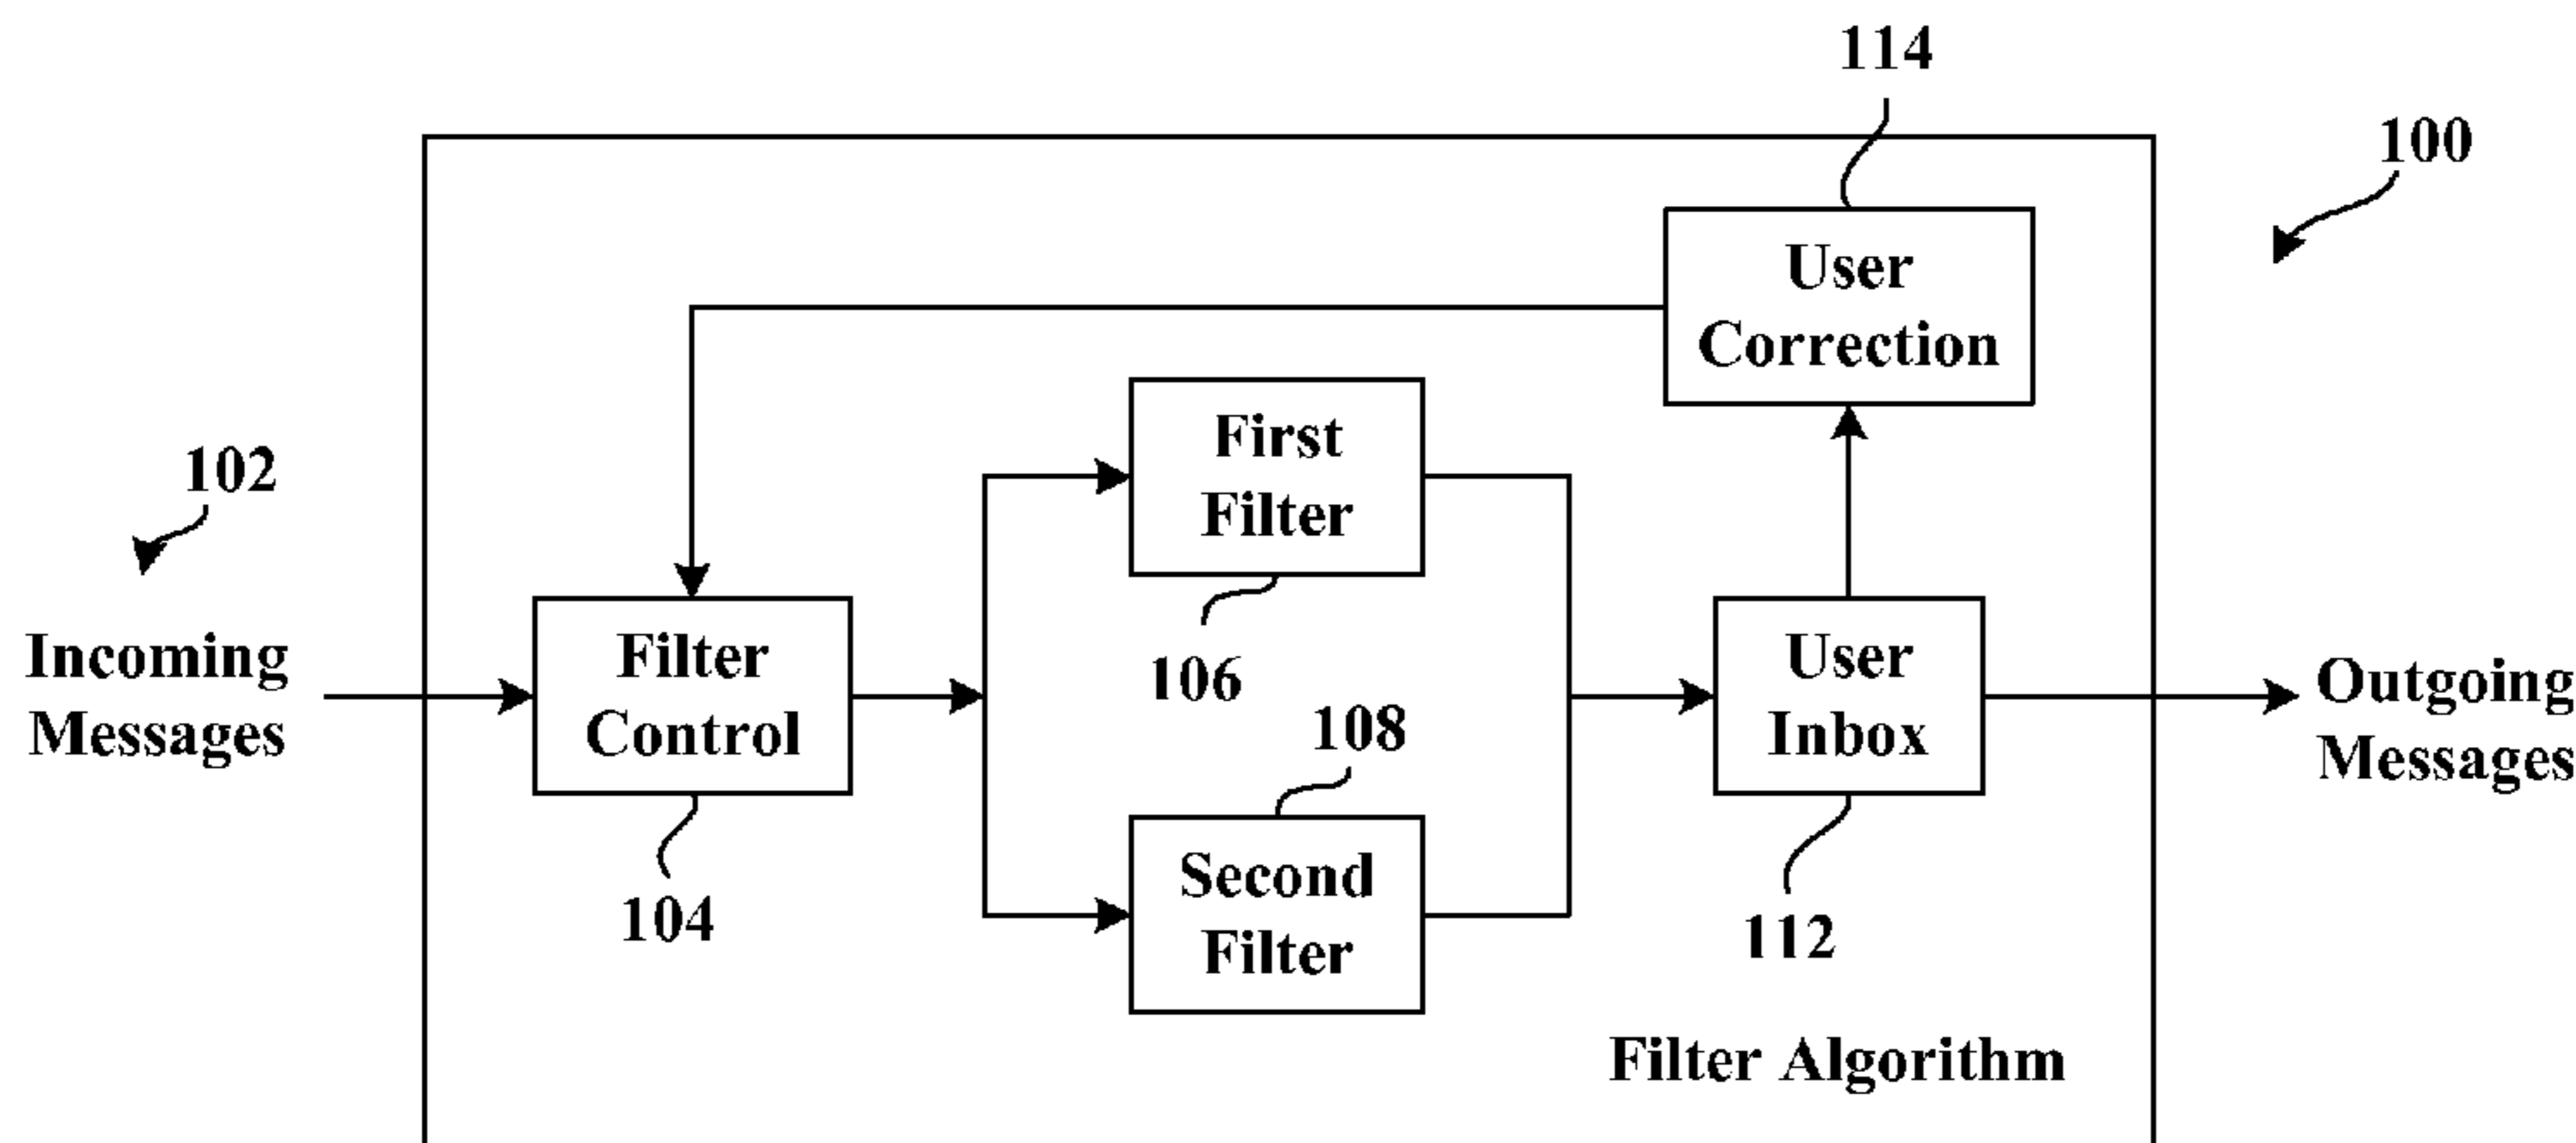 114
100
User
Correction
102
First
Filter
106
Incoming
Messages
Filter
Control
104
108
Second
Filter
User
Inbox
112
Outgoing
Messages
Filter Algorithm